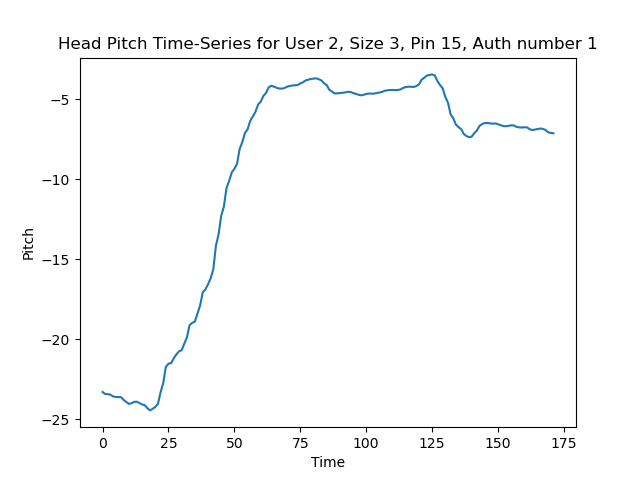 Head Pitch Time-Series for User 2, Size 3, Pin 15, Auth number 1
−5
−10
−15
−20
−25
Pitch
0 25 50 75 100 125 150 175
Time